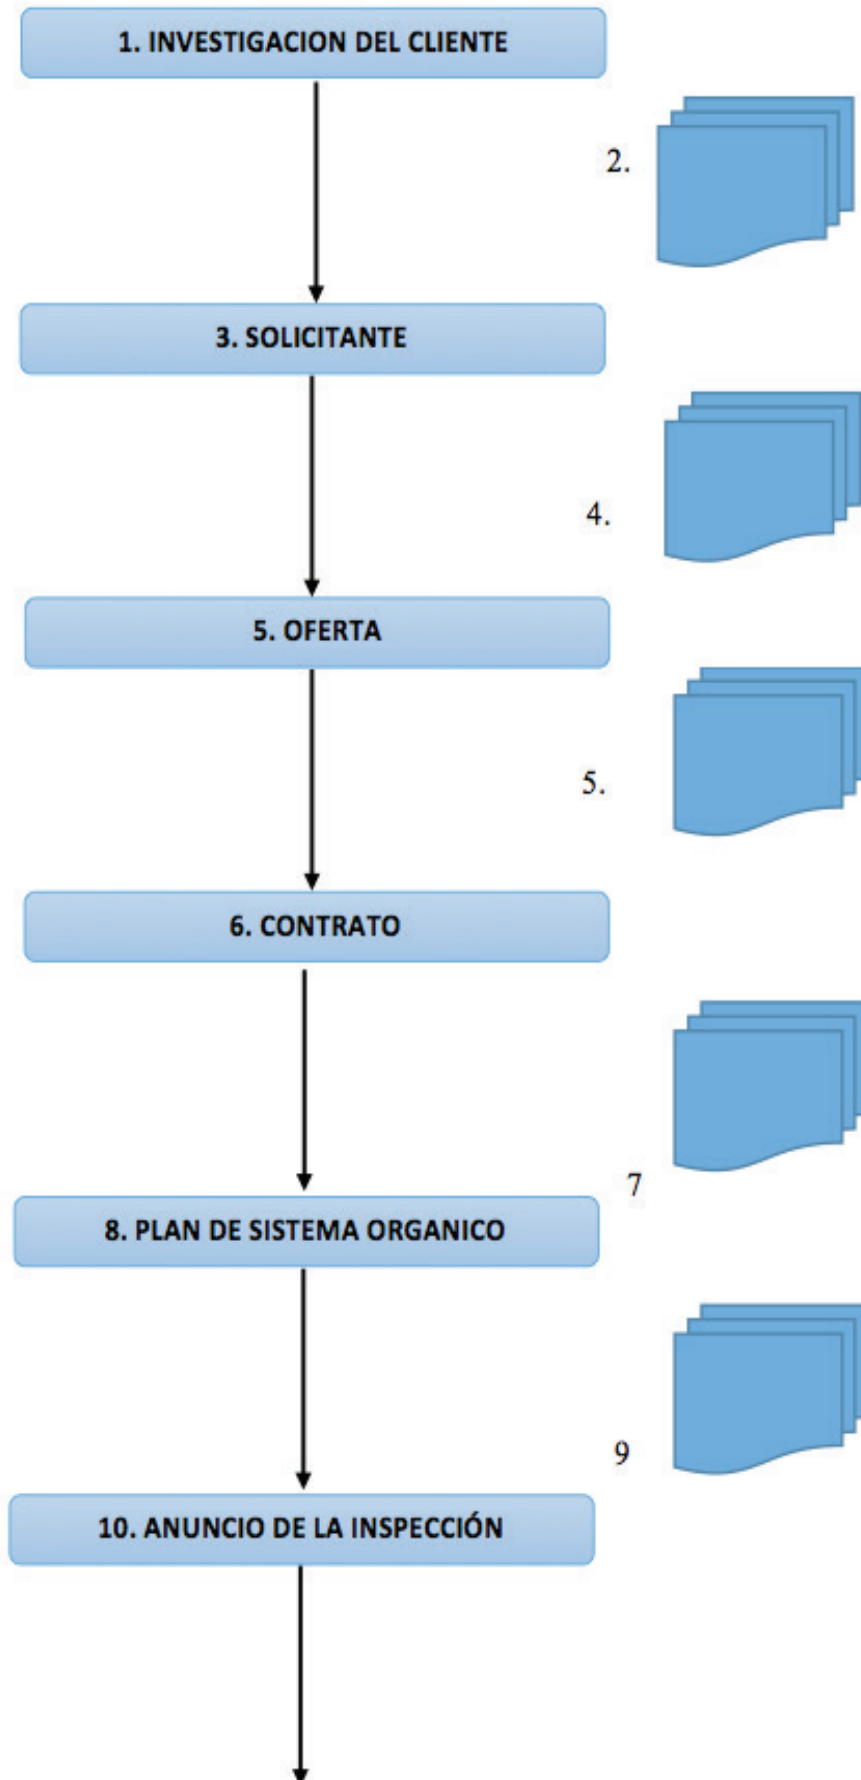 1. INVESTIGACION DEL CLIENTE
2.
3. SOLICITANTE
4.
5. OFERTA
5.
6. CONTRATO
7
8. PLAN DE SISTEMA ORGANICO
9
10. ANUNCIO DE LA INSPECCIÓN